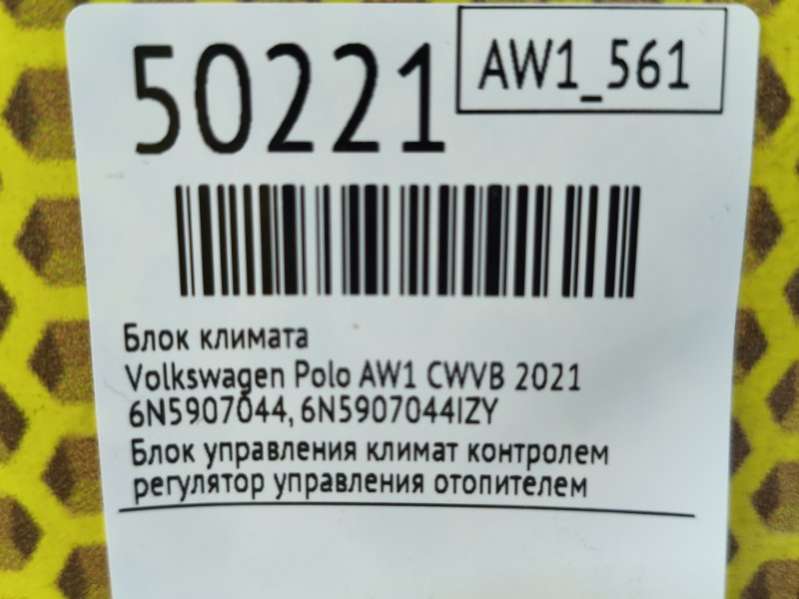 50221
AW1_561
Блок климата
Volkswagen Polo AW1 CWVB 2021
6N5907044, 6N5907044IZY
Блок управления климат контролем
регулятор управления отопителем